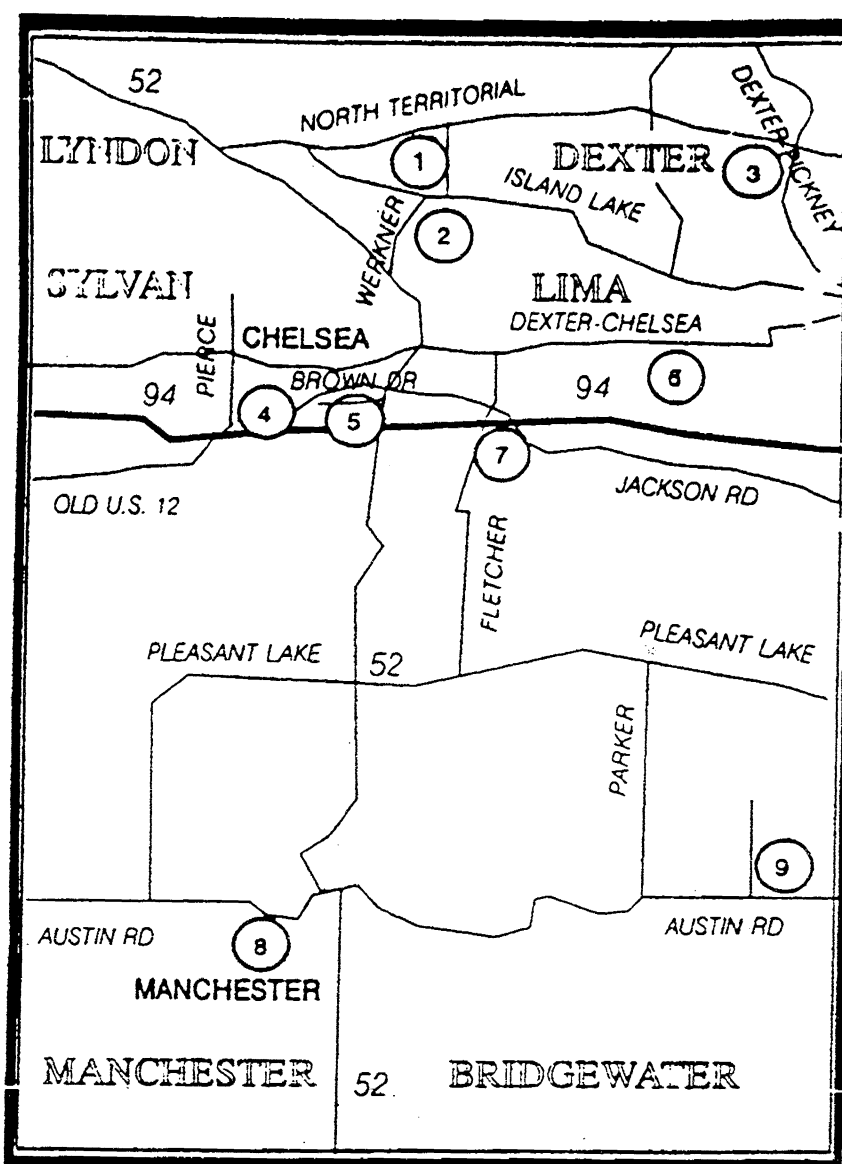 52
NORTH TERRITORIAL
DEXTER-PICKNEY
LYNDON
1
DEXTER
3
ISLAND LAKE
WERKNER
2
SYLVAN
LIMA
DEXTER-CHELSEA
PIERCE
CHELSEA
BROWN DR
94
94
6
4
5
7
OLD U.S. 12
JACKSON RD
FLETCHER
PLEASANT LAKE
52
PLEASANT LAKE
PARKER
9
AUSTIN RD
8
AUSTIN RD
MANCHESTER
MANCHESTER
52
BRIDGEWATER